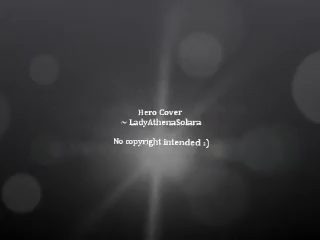 Hero Cover
~ LadyAthenaSolara
No copyright intended :)